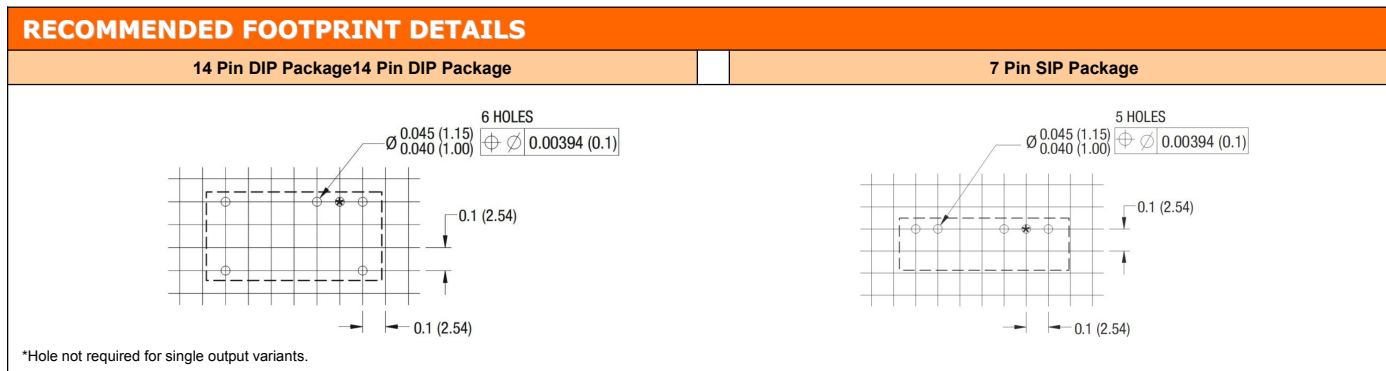 RECOMMENDED FOOTPRINT DETAILS
14 Pin DIP Package14 Pin DIP Package
7 Pin SIP Package
6 HOLES
Ø 0.045 (1.15)
0.040 (1.00)
⌖ ∅ 0.00394 (0.1)
*
0.1 (2.54)
0.1 (2.54)
5 HOLES
Ø 0.045 (1.15)
0.040 (1.00)
⌖ ∅ 0.00394 (0.1)
*
0.1 (2.54)
0.1 (2.54)
*Hole not required for single output variants.